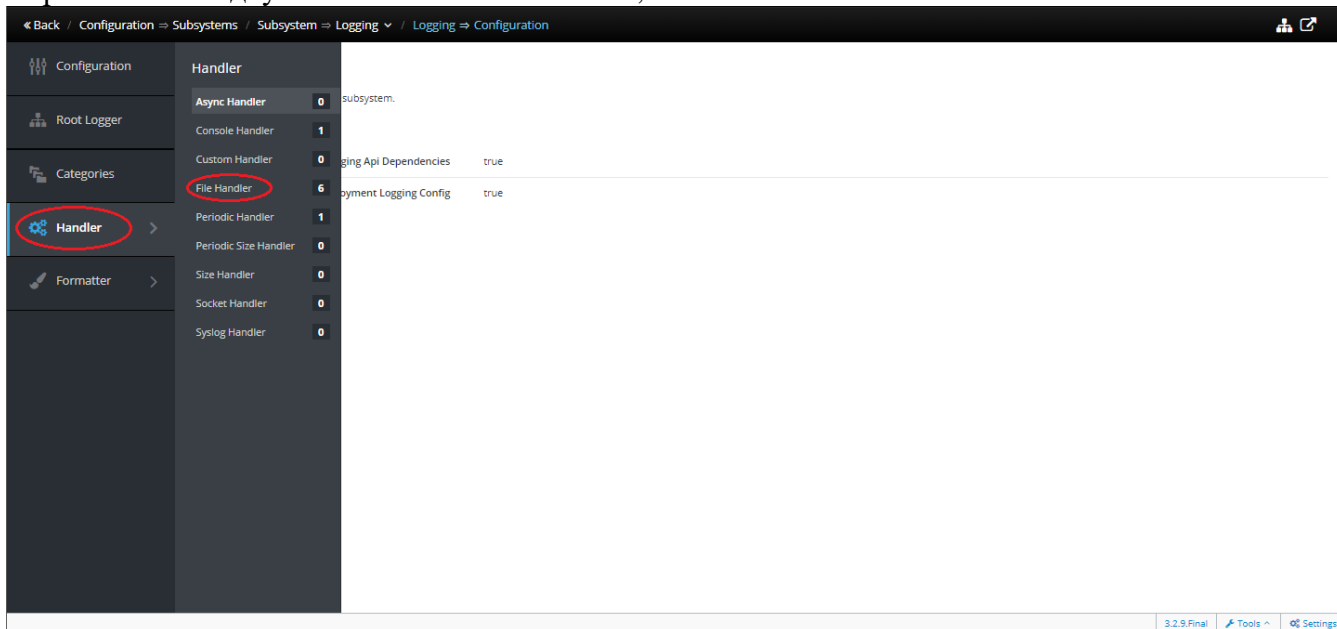 « Back / Configuration ⇒ Subsystems / Subsystem ⇒ Logging / Logging ⇒ Configuration
Configuration
Root Logger
Categories
Handler
Formatter
Handler
Async Handler 0
Console Handler 1
Custom Handler 0
File Handler 6
Periodic Handler 1
Periodic Size Handler 0
Size Handler 0
Socket Handler 0
Syslog Handler 0
subsystem.
ging Api Dependencies true
oyment Logging Config true
3.2.9.Final Tools Settings